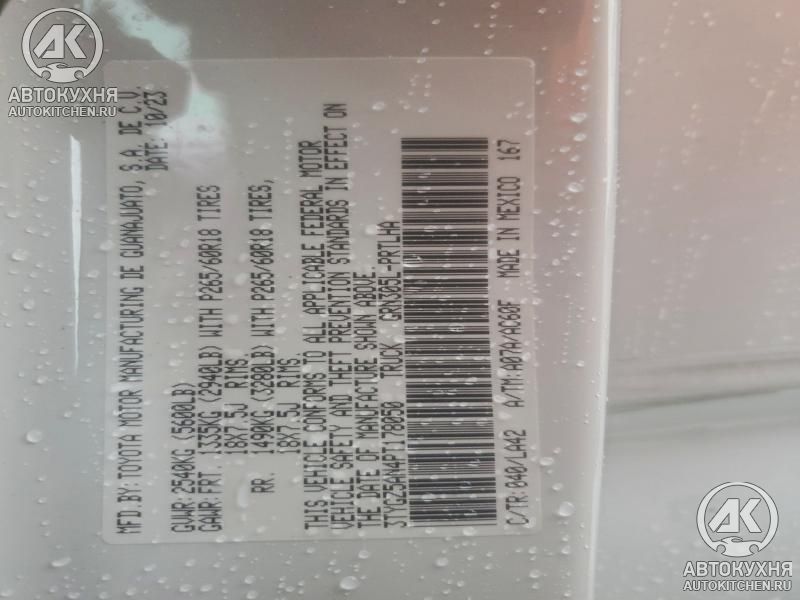 MFD BY: TOYOTA MOTOR MANUFACTURING DE GUANAJUATO, S.A. DE C.V.
DATE: 10/23
GVWR: 2540KG (5600LB)
GAWR: FRT. 1335KG (2940LB) WITH P265/60R18 TIRES
18X7.5J RIMS.
RR. 1490KG (3280LB) WITH P265/60R18 TIRES,
18X7.5J RIMS
THIS VEHICLE CONFORMS TO ALL APPLICABLE FEDERAL MOTOR
VEHICLE SAFETY AND THEFT PREVENTION STANDARDS IN EFFECT ON
THE DATE OF MANUFACTURE SHOWN ABOVE.
3TYGZ5AN4PT178050 TRUCK GRN305L-PRTLHA
C/TR: 040/LA42 A/TM: A07A/AC60F MADE IN MEXICO 167
АК
АВТОКУХНЯ
AUTOKITCHEN.RU
АК
АВТОКУХНЯ
AUTOKITCHEN.RU